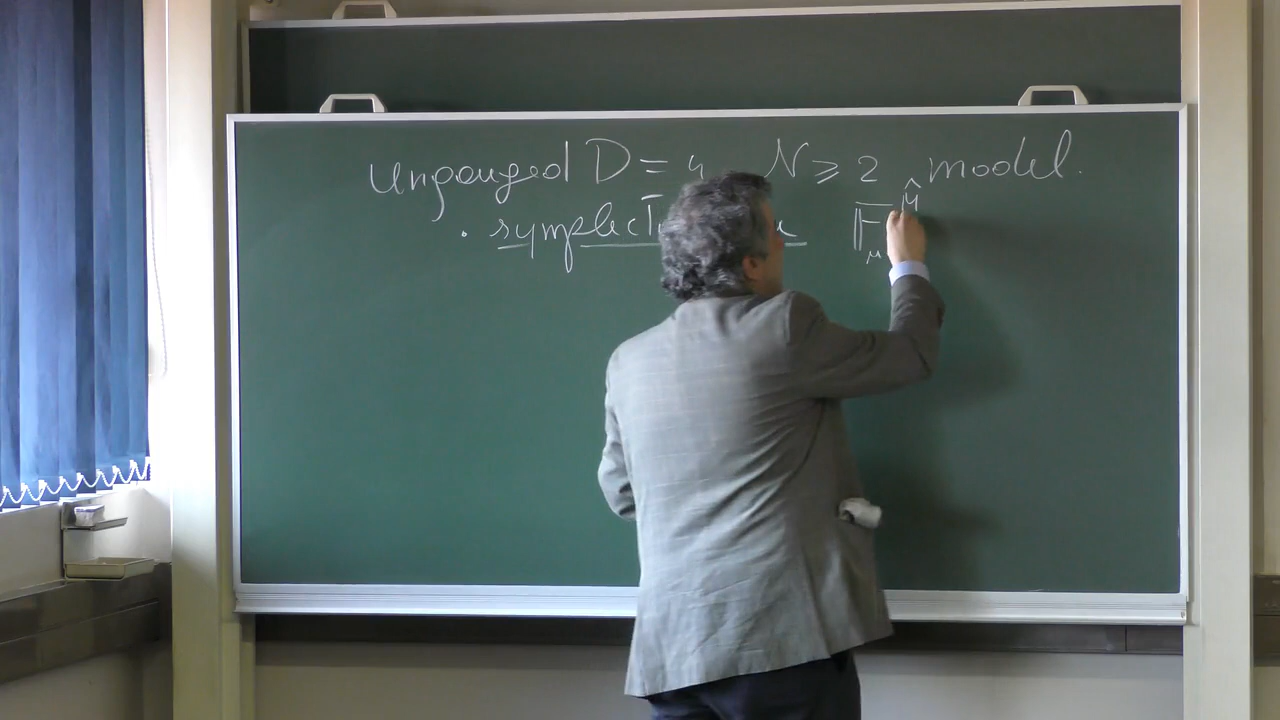 Ungauged D = 4 N ⩾ 2 model.
. symplectic 𝔽_μ^M̂